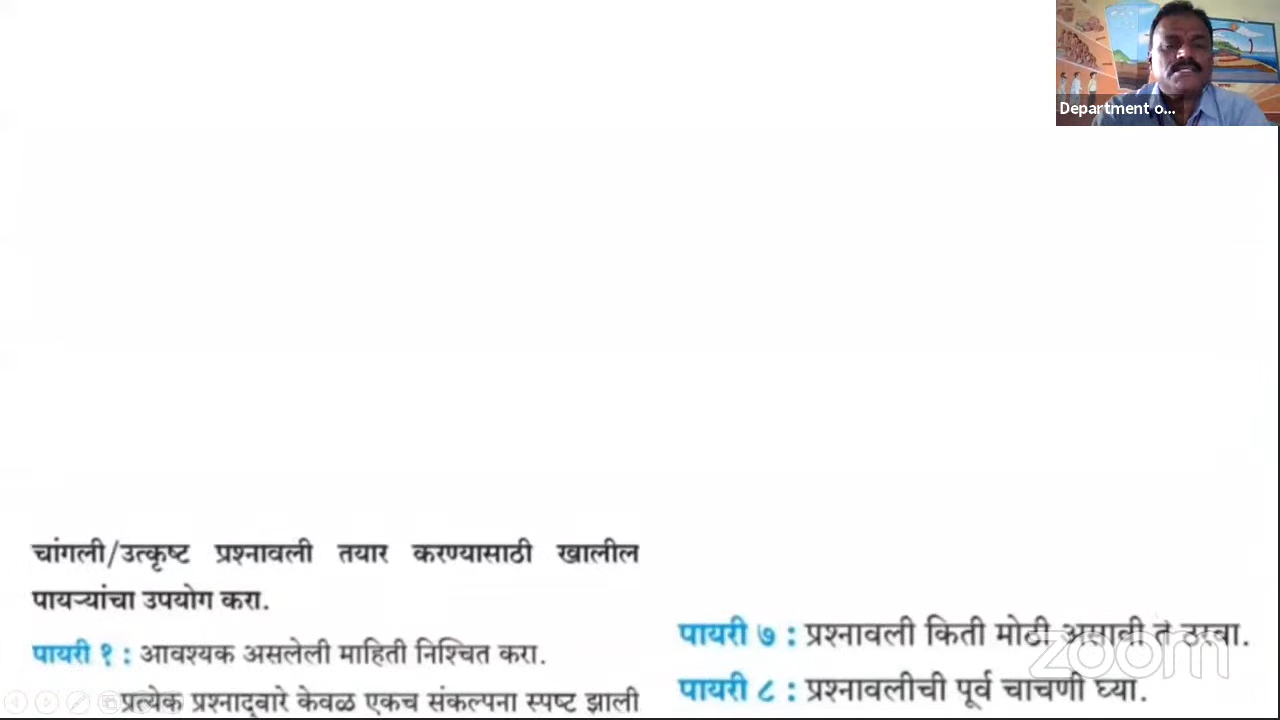 Department o...
चांगली/उत्कृष्ट प्रश्नावली तयार करण्यासाठी खालील
पायऱ्यांचा उपयोग करा.
पायरी १ : आवश्यक असलेली माहिती निश्चित करा.
प्रत्येक प्रश्नाद्वारे केवळ एकच संकल्पना स्पष्ट झाली
पायरी ७ : प्रश्नावली किती मोठी असावी ते ठरवा.
पायरी ८ : प्रश्नावलीची पूर्व चाचणी घ्या.
zoom